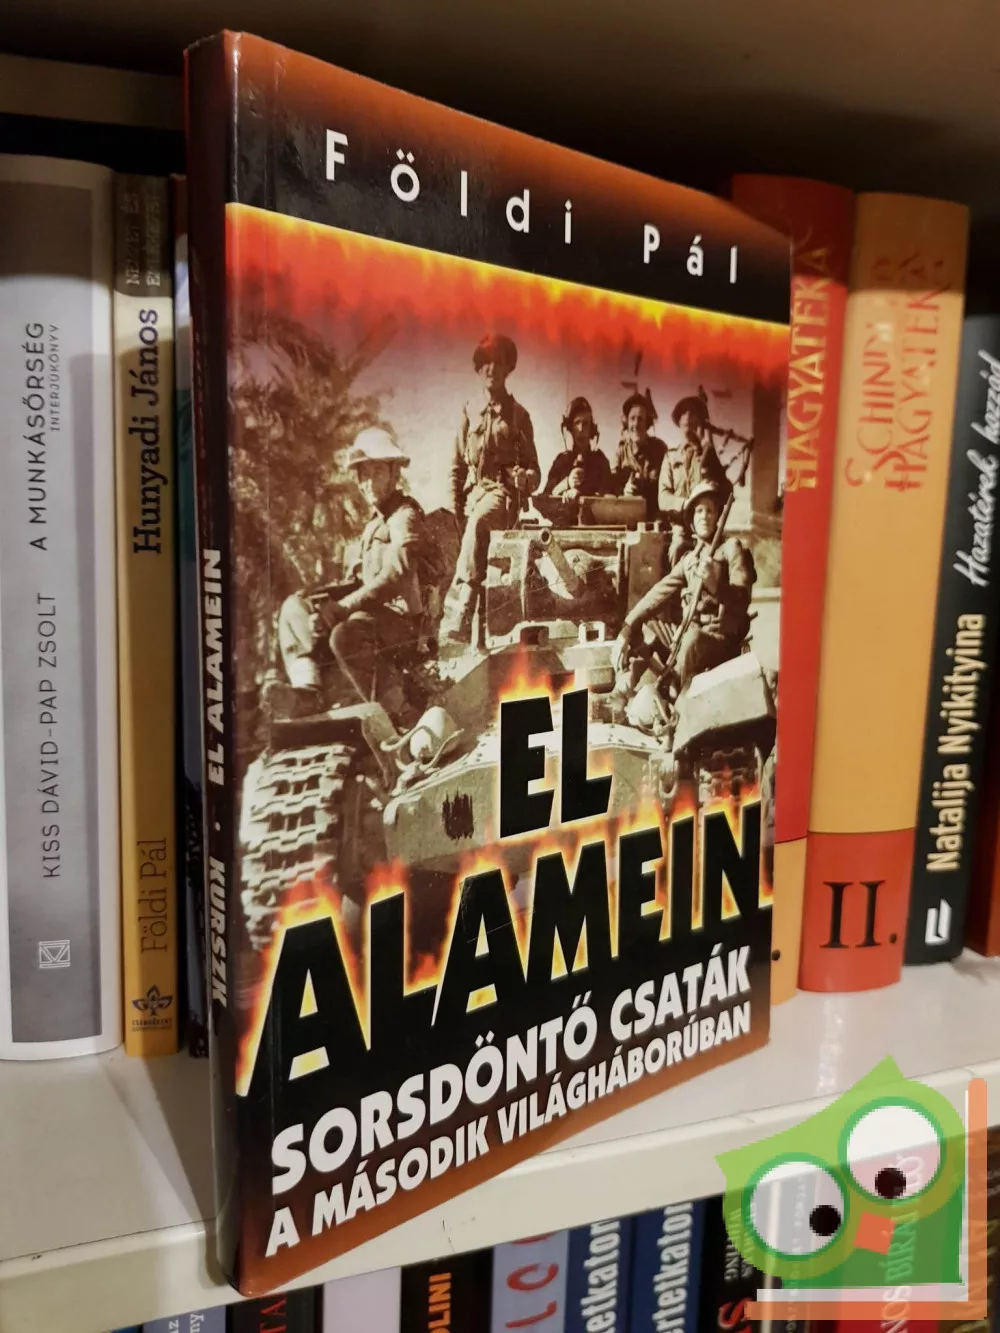 Földi Pál
EL
ALAMEIN
SORSDÖNTŐ CSATÁK
A MÁSODIK VILÁGHÁBORÚBAN
EL ALAMEIN · KURSZK
KISS DÁVID-PAP ZSOLT
A MUNKÁSŐRSÉG
INTERJÚKÖNYV
Földi Pál
Hunyadi János
HAGYATÉKA
SCHINDLER
HAGYATÉKA
II.
Natalija Nyikityina
Hazatérek hozzád